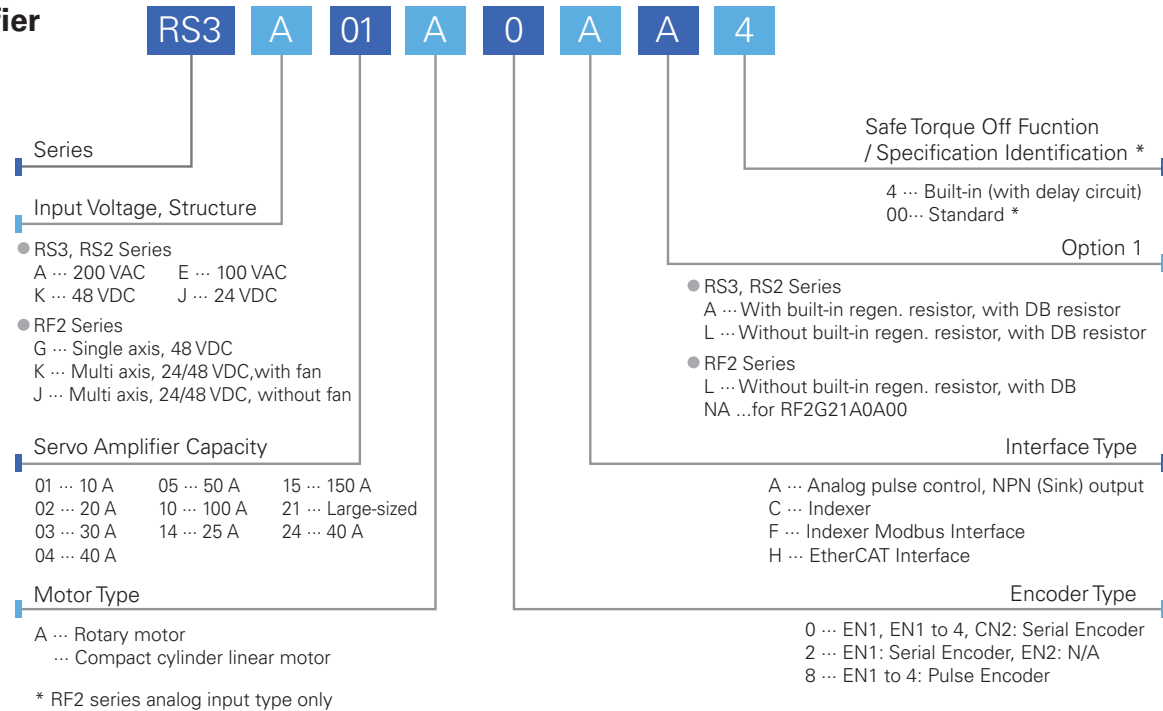 fier
RS3 A 01 A 0 A A 4
Series
Input Voltage, Structure
● RS3, RS2 Series
A ··· 200 VAC E ··· 100 VAC
K ··· 48 VDC J ··· 24 VDC
● RF2 Series
G ··· Single axis, 48 VDC
K ··· Multi axis, 24/48 VDC,with fan
J ··· Multi axis, 24/48 VDC, without fan
Servo Amplifier Capacity
01 ··· 10 A 05 ··· 50 A 15 ··· 150 A
02 ··· 20 A 10 ··· 100 A 21 ··· Large-sized
03 ··· 30 A 14 ··· 25 A 24 ··· 40 A
04 ··· 40 A
Motor Type
A ··· Rotary motor
··· Compact cylinder linear motor
* RF2 series analog input type only
Safe Torque Off Fucntion
/ Specification Identification *
4 ··· Built-in (with delay circuit)
00··· Standard *
Option 1
● RS3, RS2 Series
A ··· With built-in regen. resistor, with DB resistor
L ··· Without built-in regen. resistor, with DB resistor
● RF2 Series
L ··· Without built-in regen. resistor, with DB
NA ...for RF2G21A0A00
Interface Type
A ··· Analog pulse control, NPN (Sink) output
C ··· Indexer
F ··· Indexer Modbus Interface
H ··· EtherCAT Interface
Encoder Type
0 ··· EN1, EN1 to 4, CN2: Serial Encoder
2 ··· EN1: Serial Encoder, EN2: N/A
8 ··· EN1 to 4: Pulse Encoder